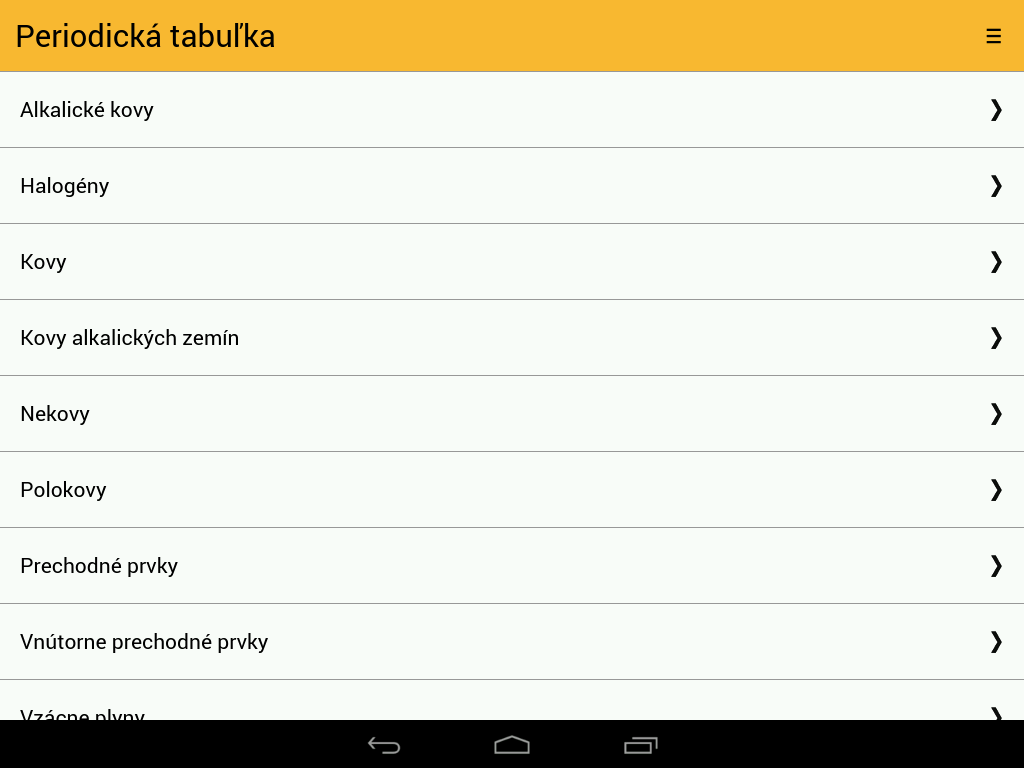 Periodická tabuľka
Alkalické kovy
Halogény
Kovy
Kovy alkalických zemín
Nekovy
Polokovy
Prechodné prvky
Vnútorne prechodné prvky
Vzácne plyny